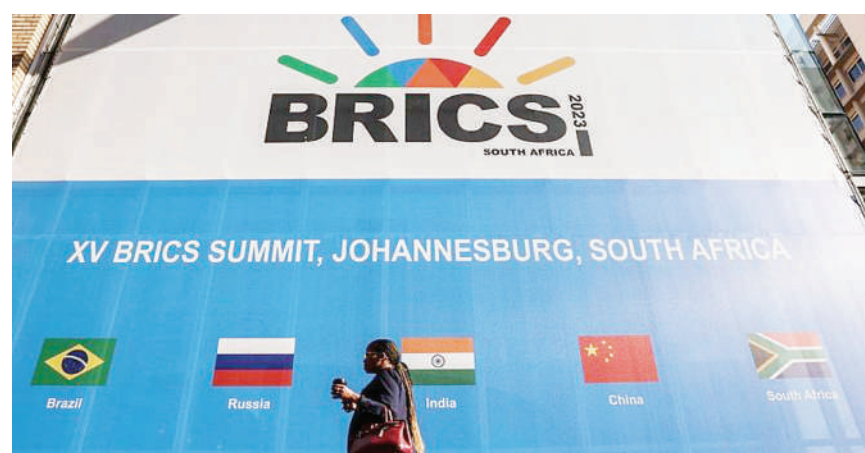 BRICS
2023
SOUTH AFRICA
XV BRICS SUMMIT, JOHANNESBURG, SOUTH AFRICA
Brazil
Russia
India
China
South Africa